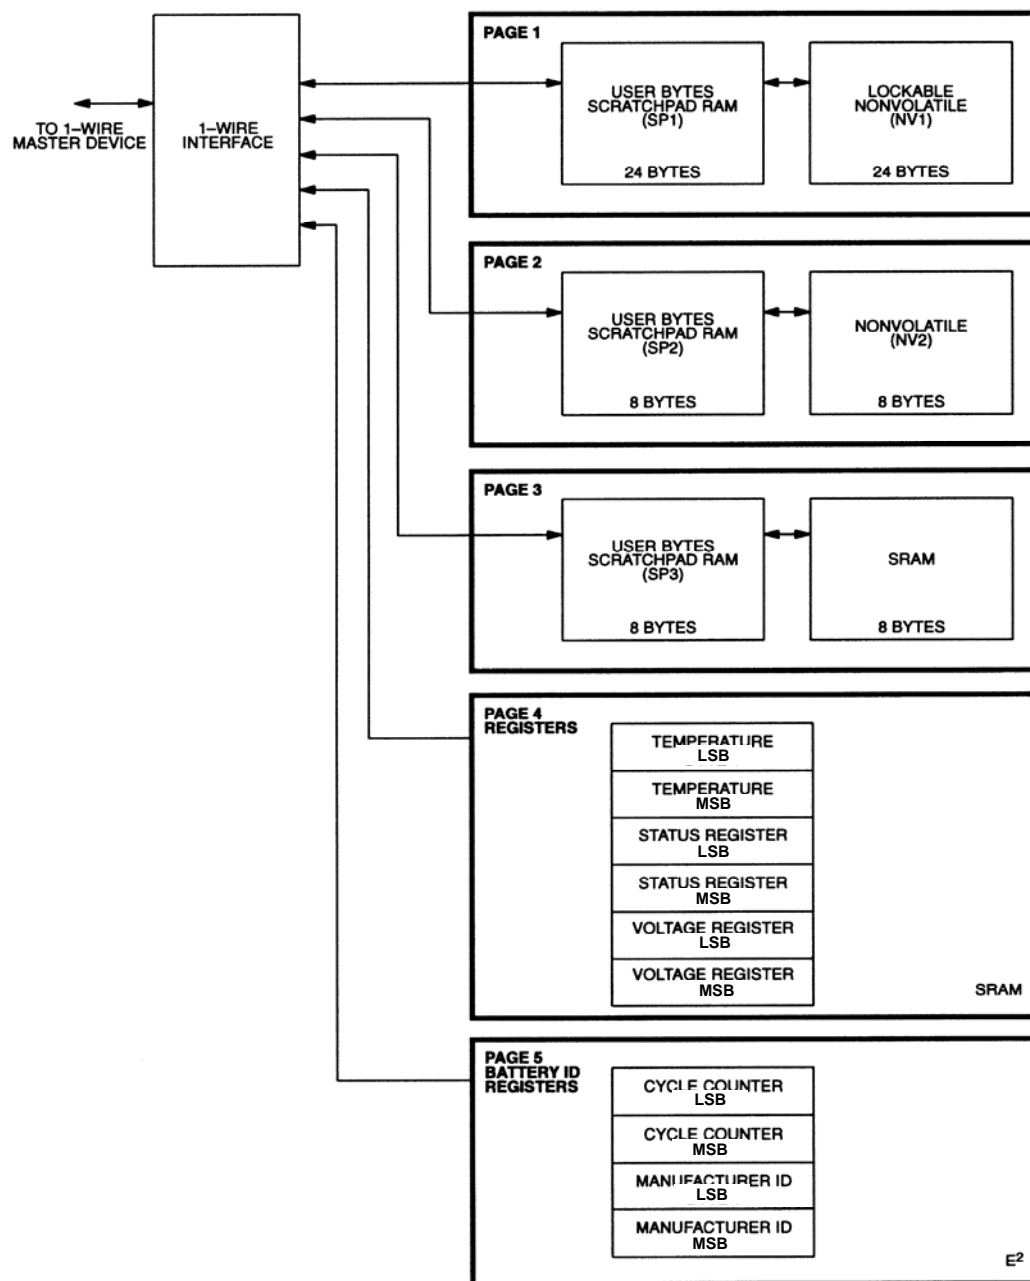 TO 1–WIRE
MASTER DEVICE
1–WIRE
INTERFACE
PAGE 1
USER BYTES
SCRATCHPAD RAM
(SP1)
24 BYTES
LOCKABLE
NONVOLATILE
(NV1)
24 BYTES
PAGE 2
USER BYTES
SCRATCHPAD RAM
(SP2)
8 BYTES
NONVOLATILE
(NV2)
8 BYTES
PAGE 3
USER BYTES
SCRATCHPAD RAM
(SP3)
8 BYTES
SRAM
8 BYTES
PAGE 4
REGISTERS
TEMPERATURE
LSB
TEMPERATURE
MSB
STATUS REGISTER
LSB
STATUS REGISTER
MSB
VOLTAGE REGISTER
LSB
VOLTAGE REGISTER
MSB
SRAM
PAGE 5
BATTERY ID
REGISTERS
CYCLE COUNTER
LSB
CYCLE COUNTER
MSB
MANUFACTURER ID
LSB
MANUFACTURER ID
MSB
E²